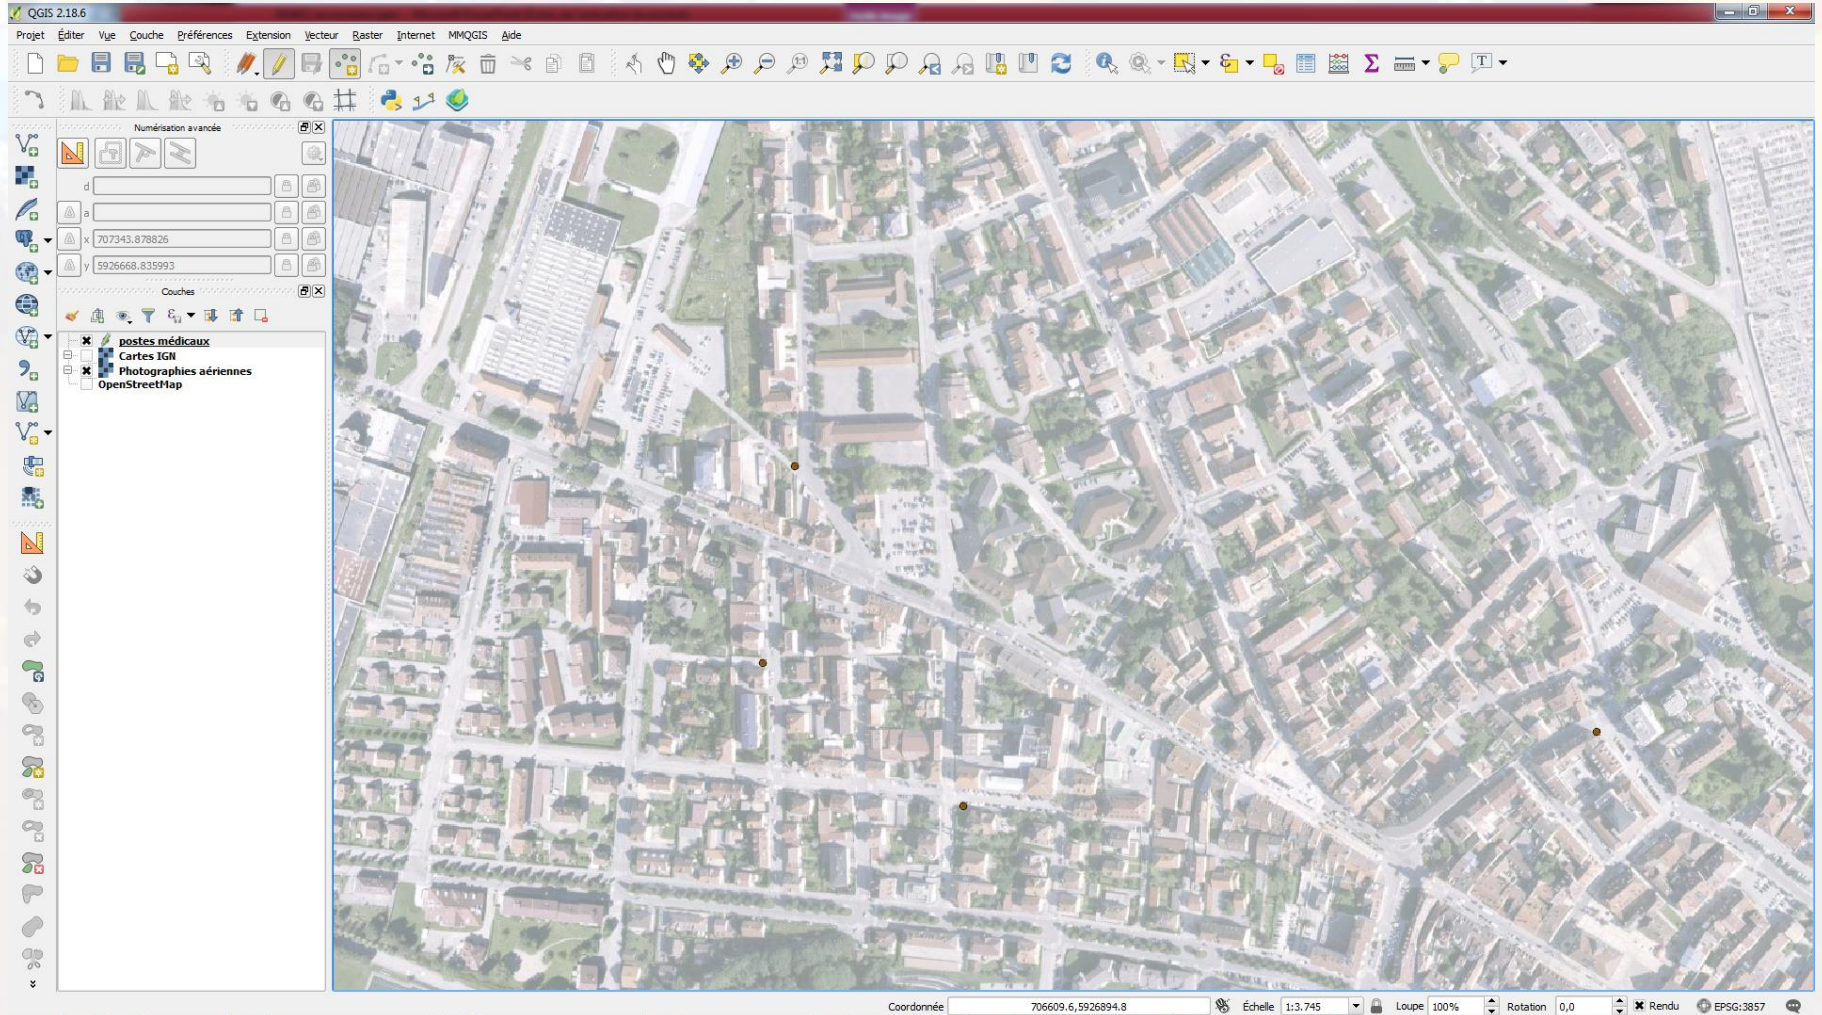 QGIS 2.18.6
Projet Éditer Vue Couche Préférences Extension Vecteur Raster Internet MMQGIS Aide
Numérisation avancée
d
a
x 707343.878826
y 5926668.835993
Couches
postes médicaux
Cartes IGN
Photographies aériennes
OpenStreetMap
Coordonnée 706609.6,5926894.8 Échelle 1:3.745 Loupe 100% Rotation 0,0 Rendu EPSG:3857